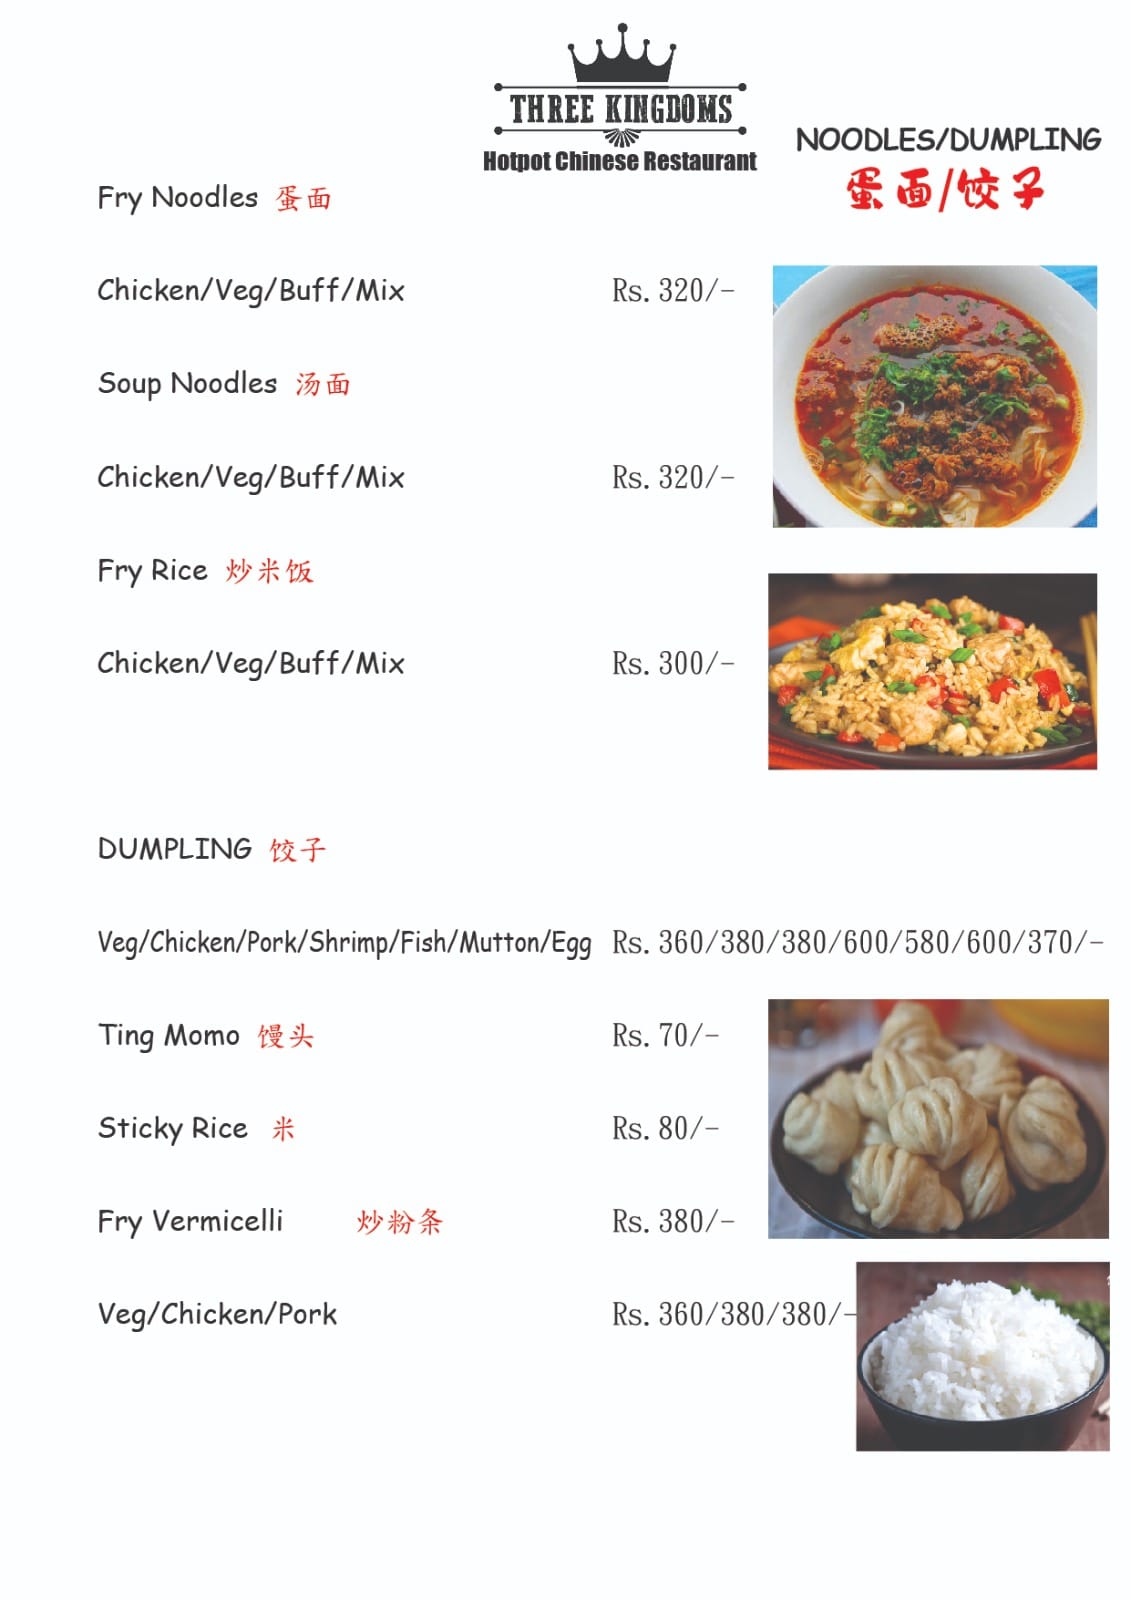 THREE KINGDOMS
Hotpot Chinese Restaurant
NOODLES/DUMPLING
蛋面/饺子
Fry Noodles 蛋面
Chicken/Veg/Buff/Mix Rs. 320/-
Soup Noodles 汤面
Chicken/Veg/Buff/Mix Rs. 320/-
Fry Rice 炒米饭
Chicken/Veg/Buff/Mix Rs. 300/-
DUMPLING 饺子
Veg/Chicken/Pork/Shrimp/Fish/Mutton/Egg Rs. 360/380/380/600/580/600/370/-
Ting Momo 馒头 Rs. 70/-
Sticky Rice 米 Rs. 80/-
Fry Vermicelli 炒粉条 Rs. 380/-
Veg/Chicken/Pork Rs. 360/380/380/-